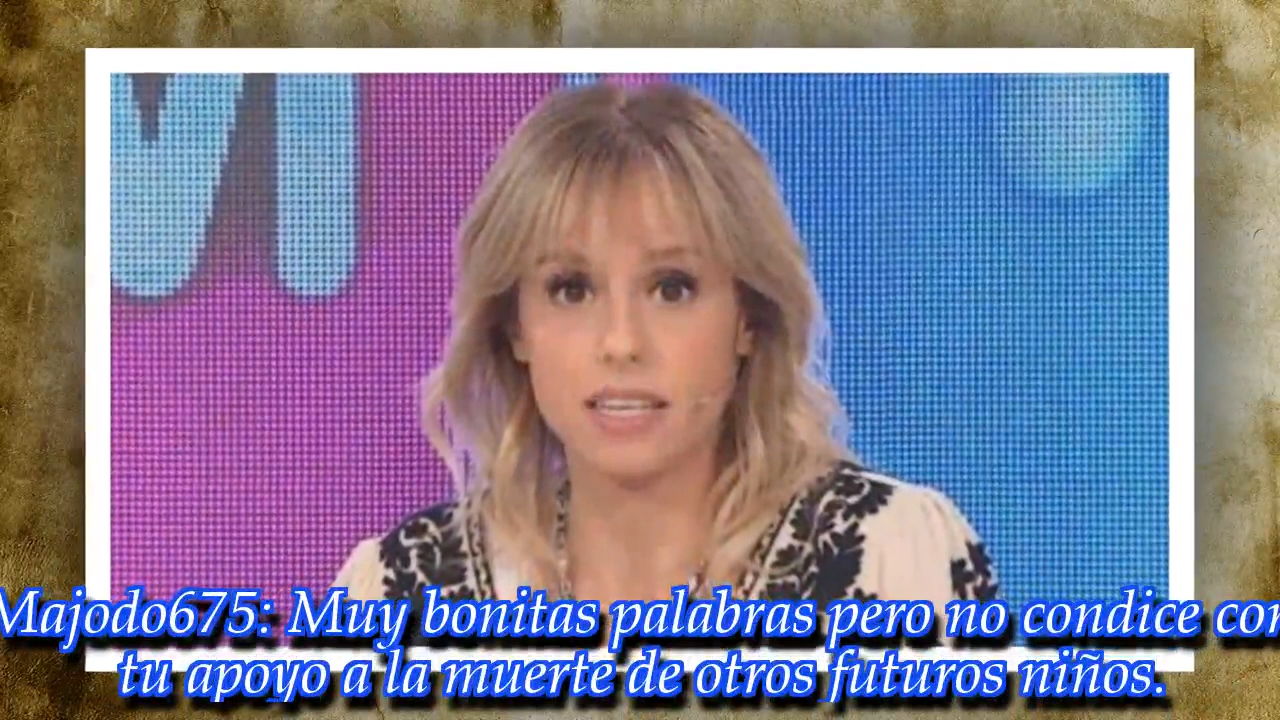 Majodo675: Muy bonitas palabras pero no condice con
tu apoyo a la muerte de otros futuros niños.